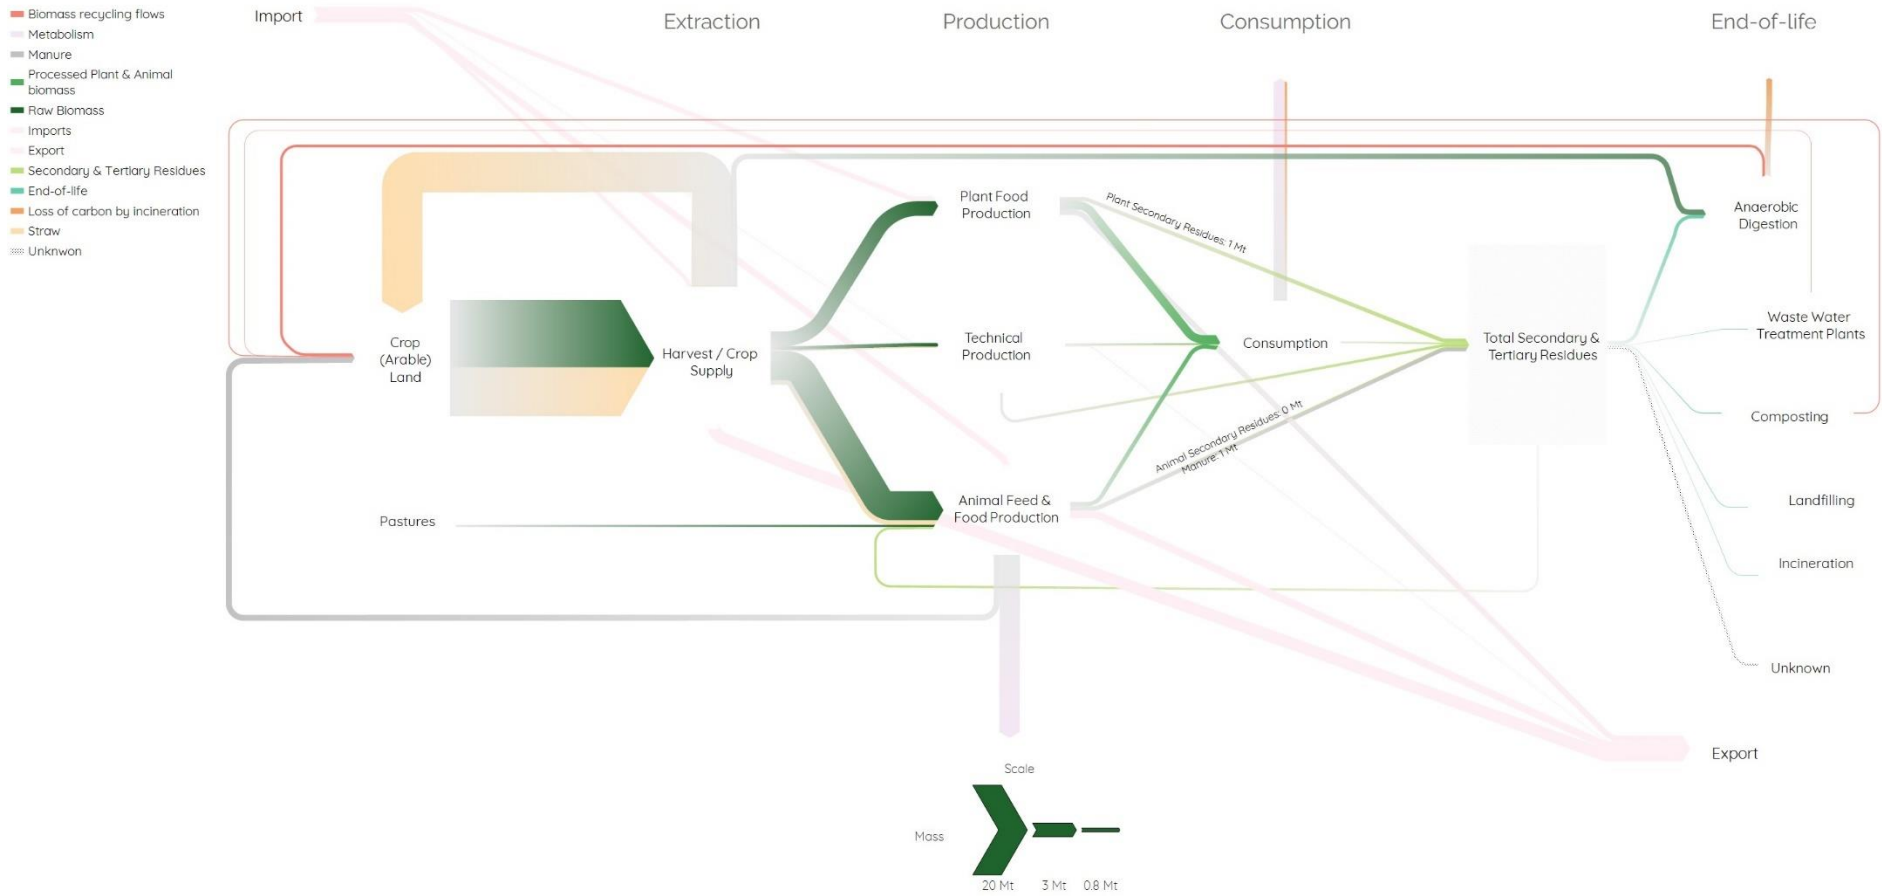 Biomass recycling flows
Metabolism
Manure
Processed Plant & Animal
biomass
Raw Biomass
Imports
Export
Secondary & Tertiary Residues
End-of-life
Loss of carbon by incineration
Straw
Unknwon
Import
Extraction
Production
Consumption
End-of-life
Plant Food
Production
Plant Secondary Residues: 1 Mt
Anaerobic
Digestion
Crop
(Arable)
Land
Harvest / Crop
Supply
Technical
Production
Consumption
Total Secondary &
Tertiary Residues
Waste Water
Treatment Plants
Composting
Animal Secondary Residues: 0 Mt
Manure: 1 Mt
Pastures
Animal Feed &
Food Production
Landfilling
Incineration
Unknown
Export
Scale
Mass
20 Mt
3 Mt
0.8 Mt